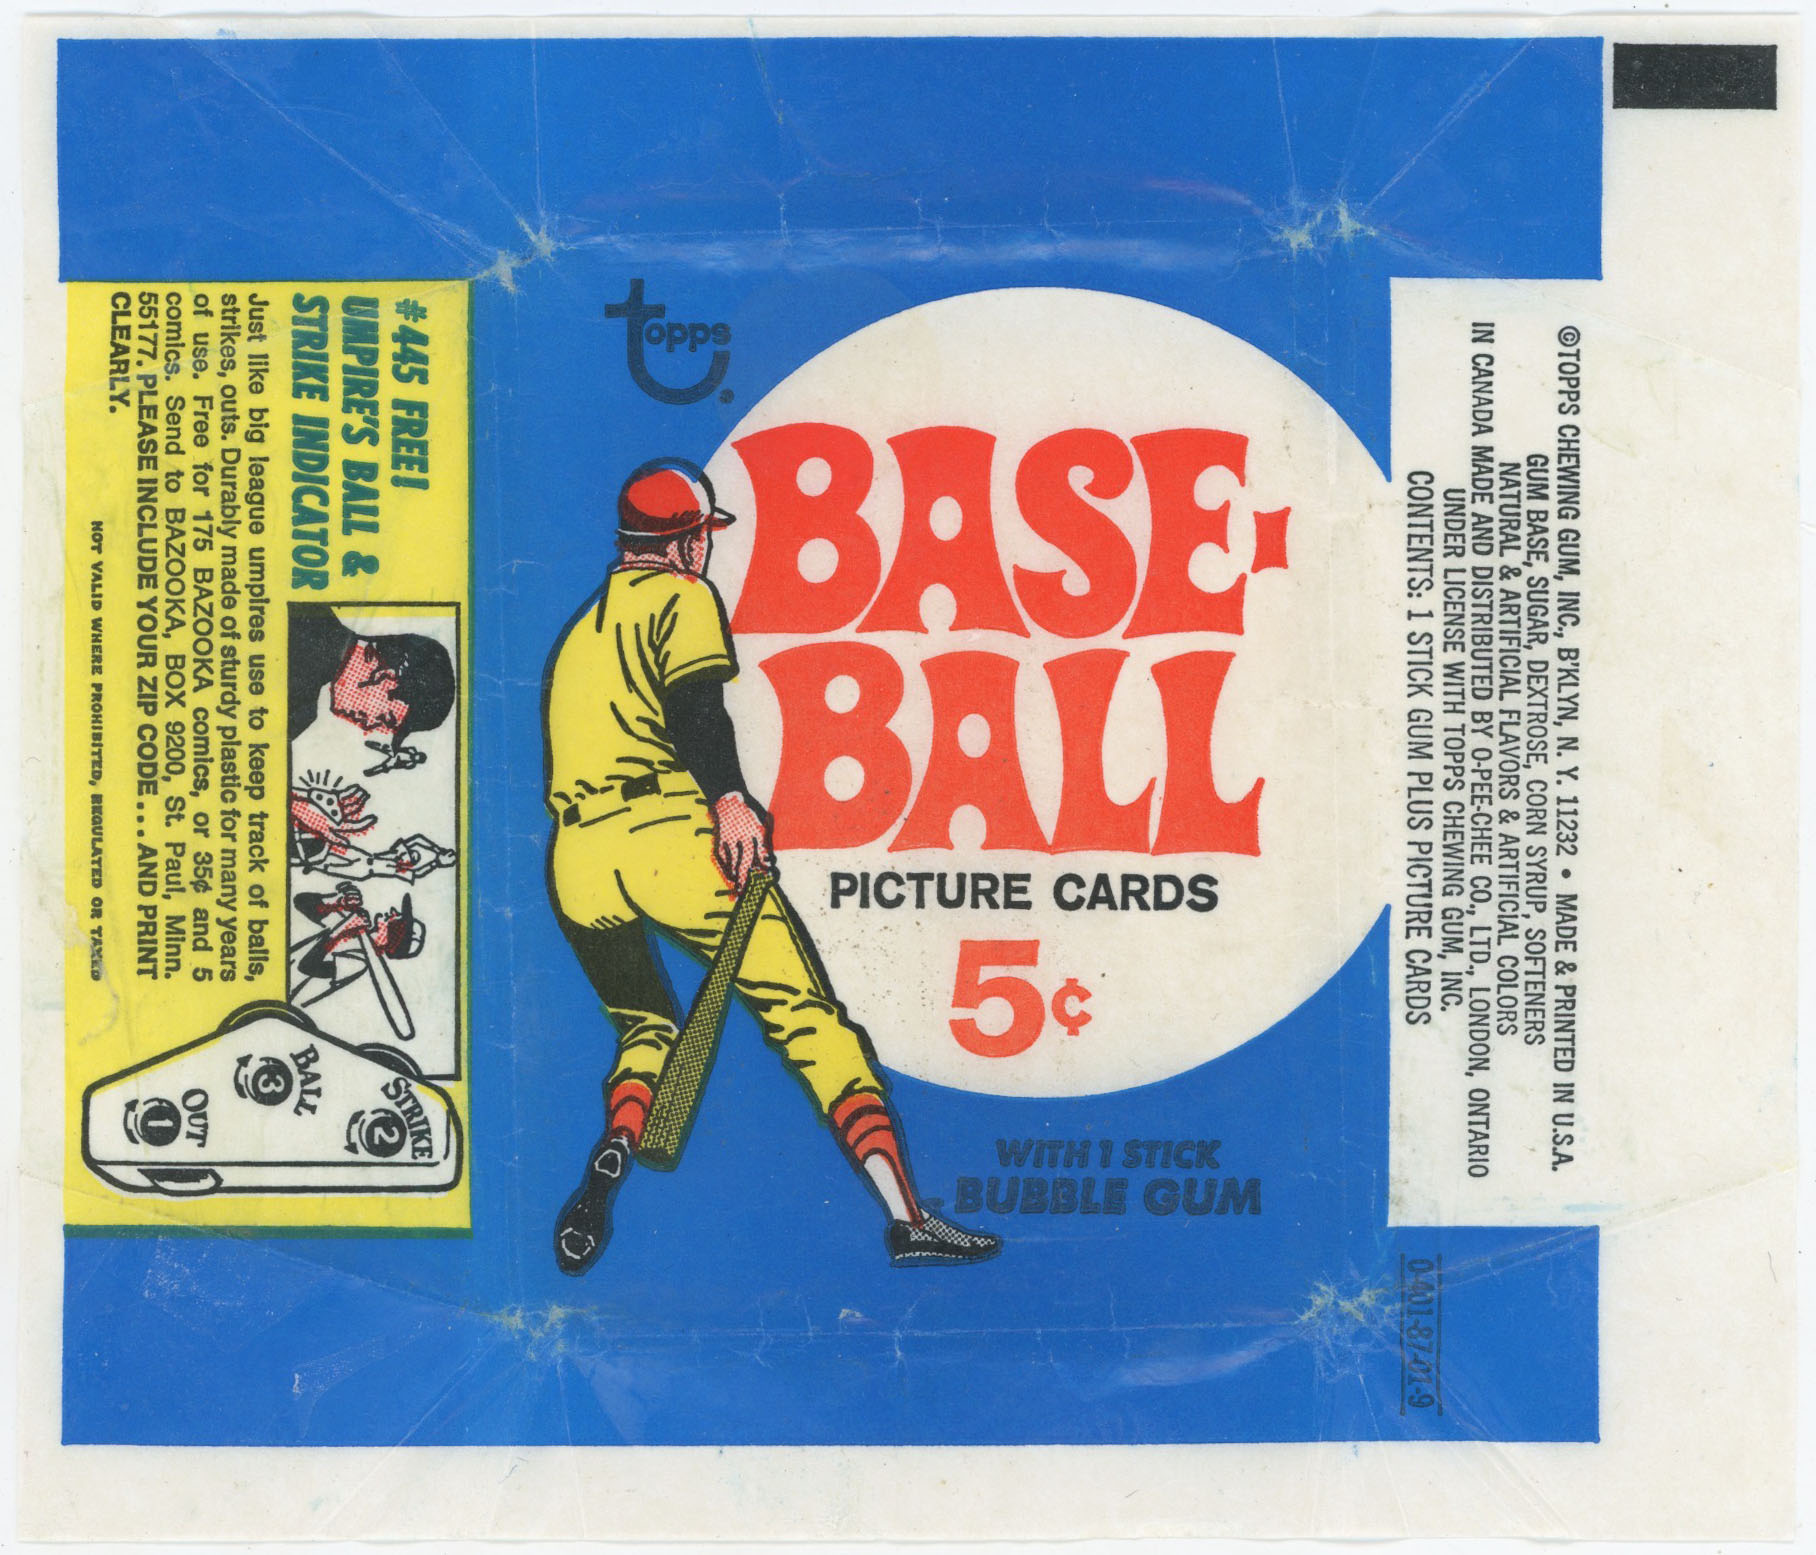 topps
BASE-
BALL
PICTURE CARDS
5¢
WITH 1 STICK
BUBBLE GUM
#445 FREE!
UMPIRE'S BALL &
STRIKE INDICATOR
Just like big league umpires use to keep track of balls,
strikes, outs. Durably made of sturdy plastic for many years
of use. Free for 175 BAZOOKA comics, or 35¢ and 5
comics. Send to BAZOOKA, BOX 9200, St. Paul, Minn.
55177. PLEASE INCLUDE YOUR ZIP CODE...AND PRINT
CLEARLY.
NOT VALID WHERE PROHIBITED, REGULATED OR TAXED
STRIKE
2
BALL
3
OUT
1
©TOPPS CHEWING GUM, INC., B'KLYN, N. Y. 11232 • MADE & PRINTED IN U.S.A.
GUM BASE, SUGAR, DEXTROSE, CORN SYRUP, SOFTENERS
NATURAL & ARTIFICIAL FLAVORS & ARTIFICIAL COLORS
IN CANADA MADE AND DISTRIBUTED BY O-PEE-CHEE CO., LTD., LONDON, ONTARIO
UNDER LICENSE WITH TOPPS CHEWING GUM, INC.
CONTENTS: 1 STICK GUM PLUS PICTURE CARDS
0-401-87-01-9